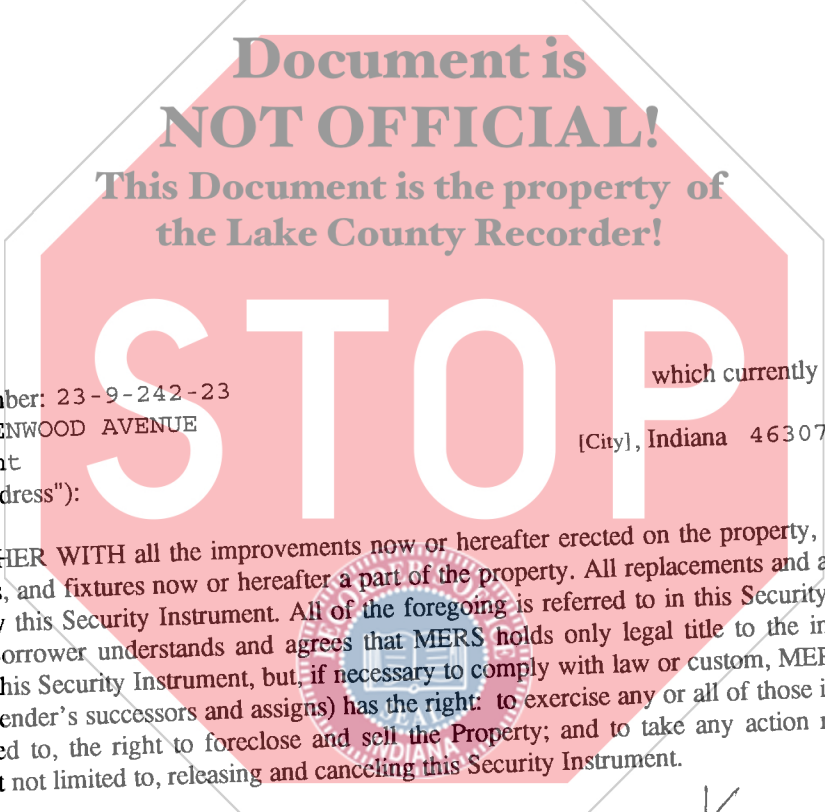 Document is
NOT OFFICIAL!
This Document is the property of
the Lake County Recorder!
STOP
which currently
ber: 23-9-242-23
ENWOOD AVENUE
[City], Indiana 46307
t
dress"):
HER WITH all the improvements now or hereafter erected on the property,
s, and fixtures now or hereafter a part of the property. All replacements and a
y this Security Instrument. All of the foregoing is referred to in this Security
orrower understands and agrees that MERS holds only legal title to the in
his Security Instrument, but, if necessary to comply with law or custom, MER
ender's successors and assigns) has the right: to exercise any or all of those i
ed to, the right to foreclose and sell the Property; and to take any action r
t not limited to, releasing and canceling this Security Instrument.
SEAL
INDIANA